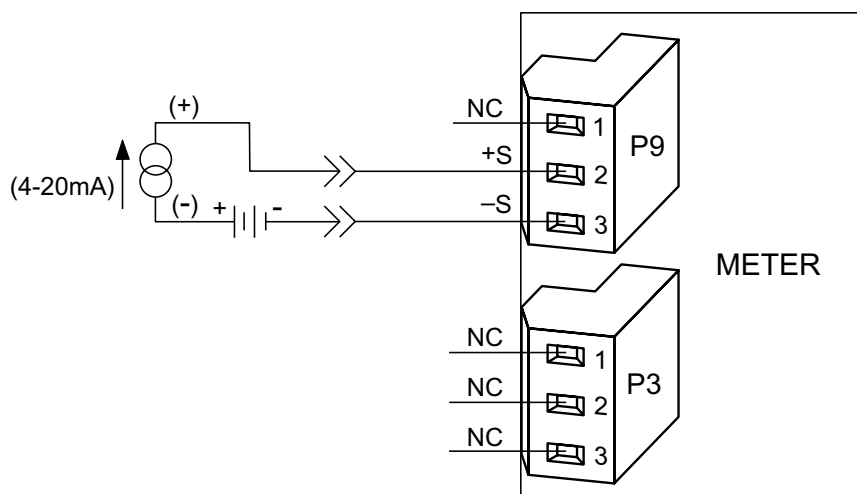 (+)
(4-20mA)
(-)
+
-
NC
+S
–S
1
2
3
P9
METER
NC
NC
NC
1
2
3
P3